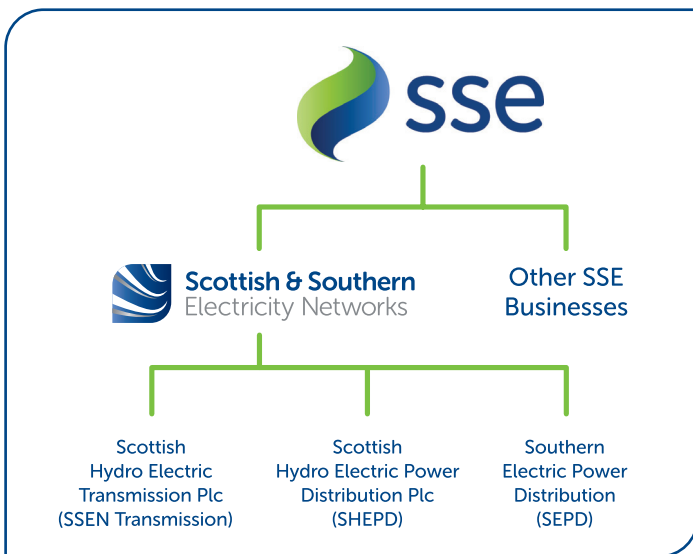 sse
Scottish & Southern
Electricity Networks
Other SSE
Businesses
Scottish
Hydro Electric
Transmission Plc
(SSEN Transmission)
Scottish
Hydro Electric Power
Distribution Plc
(SHEPD)
Southern
Electric Power
Distribution
(SEPD)